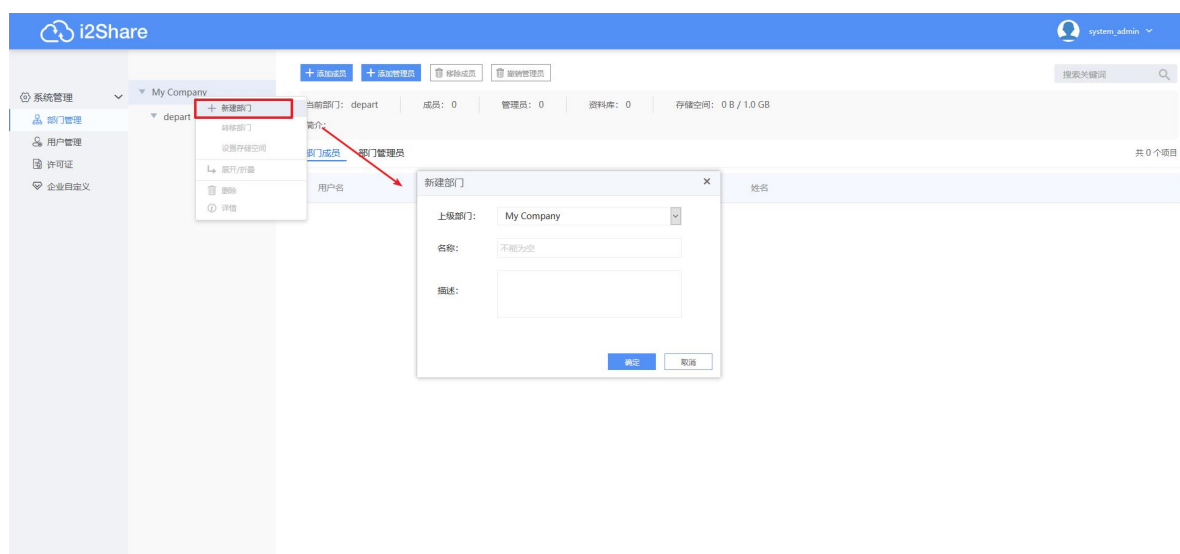 i2Share
system_admin
系统管理
部门管理
用户管理
许可证
企业自定义
My Company
depart
新建部门
转移部门
设置存储空间
展开/折叠
删除
详情
添加成员 添加管理员 移除成员 撤销管理员
搜索关键词
当前部门: depart 成员: 0 管理员: 0 资料库: 0 存储空间: 0 B / 1.0 GB
简介:
部门成员 部门管理员 共 0 个项目
用户名 姓名
新建部门
上级部门: My Company
名称: 不能为空
描述:
确定 取消